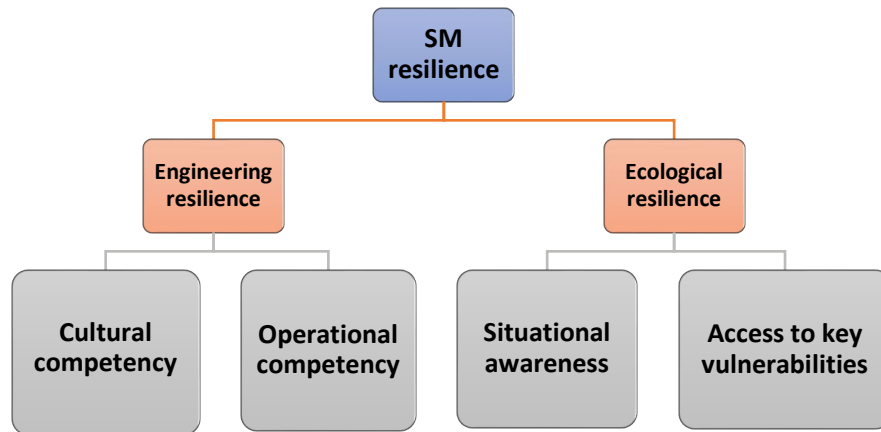 SM
resilience
Engineering
resilience
Ecological
resilience
Cultural
competency
Operational
competency
Situational
awareness
Access to key
vulnerabilities